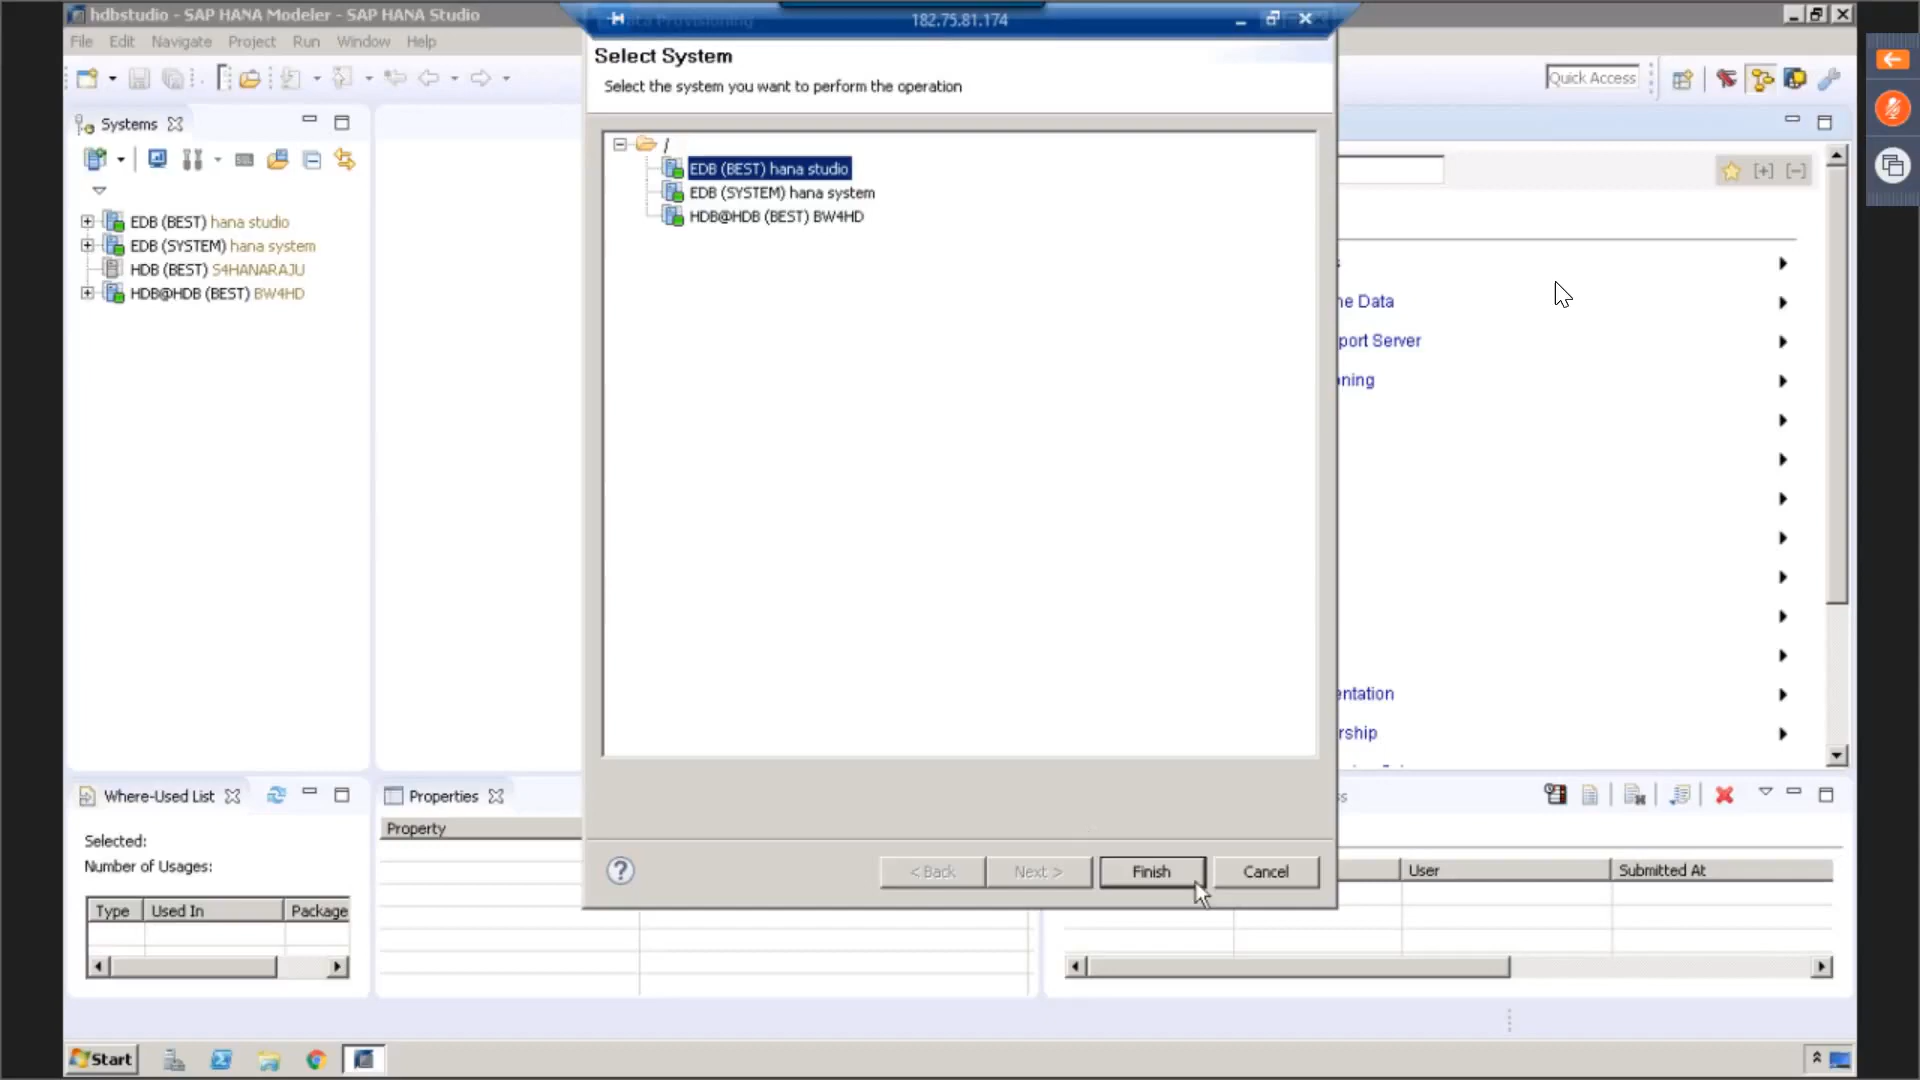 hdbstudio - SAP HANA Modeler - SAP HANA Studio
182.75.81.174
File Edit Navigate Project Run Window Help
Select System
Select the system you want to perform the operation
Quick Access
Systems
/
EDB (BEST) hana studio
EDB (SYSTEM) hana system
HDB@HDB (BEST) BW4HD
EDB (BEST) hana studio
EDB (SYSTEM) hana system
HDB (BEST) S4HANARAJU
HDB@HDB (BEST) BW4HD
ne Data
port Server
ning
entation
rship
Where-Used List
Properties
Property
Selected:
Number of Usages:
Type Used In Package
< Back Next > Finish Cancel
User Submitted At
Start